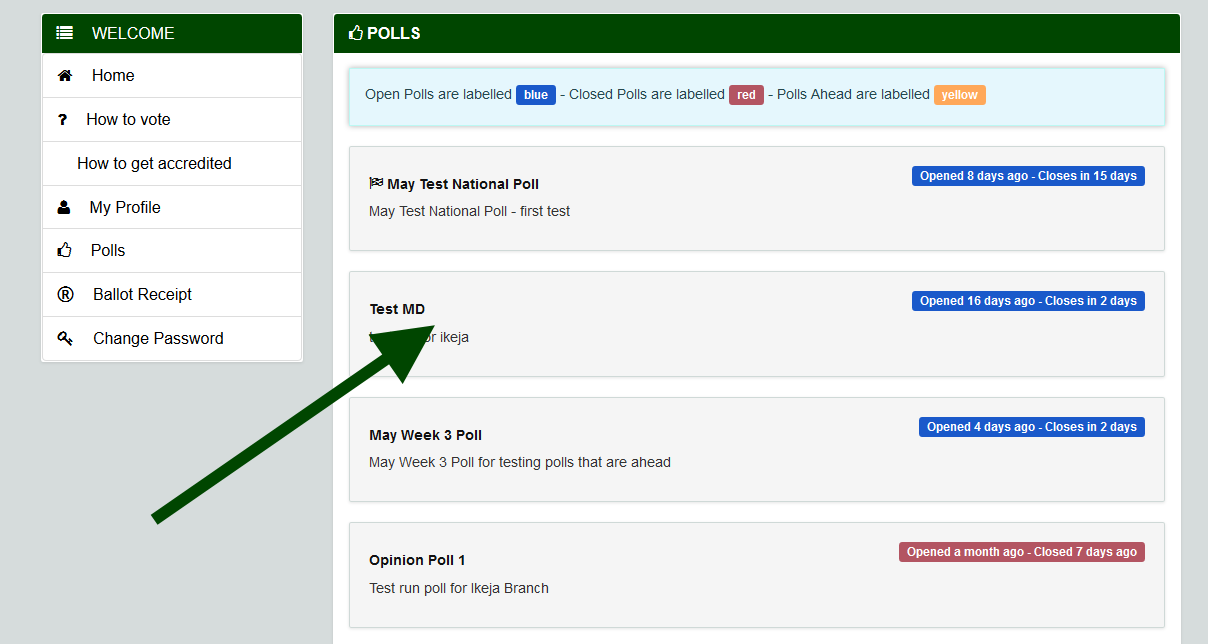 WELCOME
Home
? How to vote
How to get accredited
My Profile
Polls
® Ballot Receipt
Change Password
POLLS
Open Polls are labelled blue - Closed Polls are labelled red - Polls Ahead are labelled yellow
May Test National Poll
Opened 8 days ago - Closes in 15 days
May Test National Poll - first test
Test MD
Opened 16 days ago - Closes in 2 days
ikeja
May Week 3 Poll
Opened 4 days ago - Closes in 2 days
May Week 3 Poll for testing polls that are ahead
Opinion Poll 1
Opened a month ago - Closed 7 days ago
Test run poll for Ikeja Branch